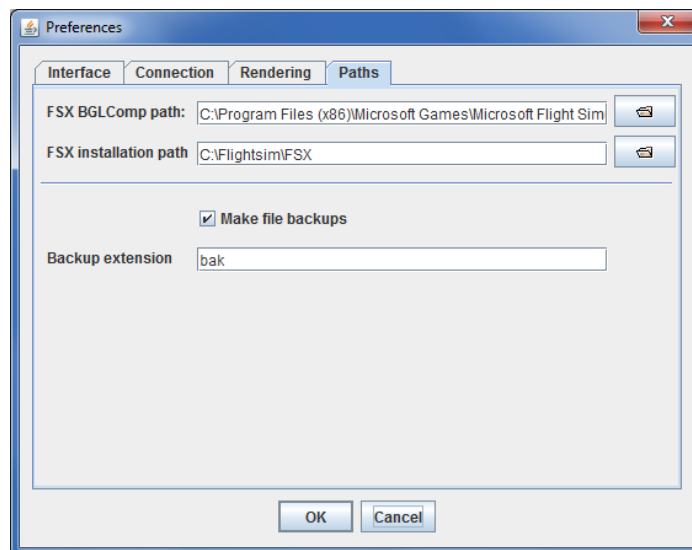 Preferences
Interface Connection Rendering Paths
FSX BGLComp path: C:\Program Files (x86)\Microsoft Games\Microsoft Flight Sim
FSX installation path C:\Flightsim\FSX
Make file backups
Backup extension bak
OK Cancel